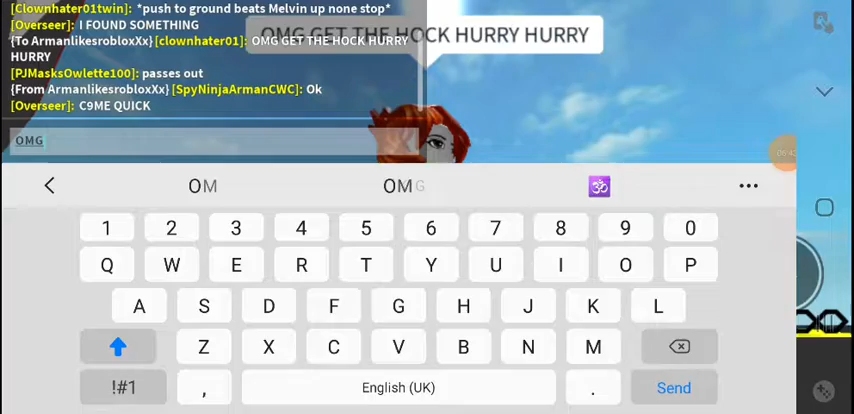 [Clownhater01twin]: *push to ground beats Melvin up none stop*
[Overseer]: I FOUND SOMETHING
{To ArmanlikesrobloxXx}[clownhater01]: OMG GET THE HOCK HURRY
HURRY
[PJMasksOwlette100]: passes out
{From ArmanlikesrobloxXx}[SpyNinjaArmanCWC]: Ok
[Overseer]: C9ME QUICK
OMG GET THE HOCK HURRY HURRY
OMG
OM OMG 🕉 •••
1 2 3 4 5 6 7 8 9 0
Q W E R T Y U I O P
A S D F G H J K L
Z X C V B N M
!#1 , English (UK) . Send